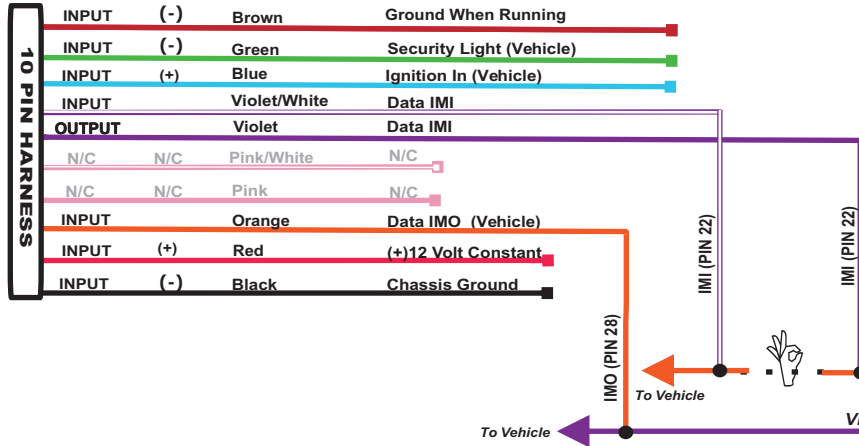 10 PIN HARNESS
INPUT (-) Brown Ground When Running
INPUT (-) Green Security Light (Vehicle)
INPUT (+) Blue Ignition In (Vehicle)
INPUT Violet/White Data IMI
OUTPUT Violet Data IMI
N/C N/C Pink/White N/C
N/C N/C Pink N/C
INPUT Orange Data IMO (Vehicle)
INPUT (+) Red (+)12 Volt Constant
INPUT (-) Black Chassis Ground
IMO (PIN 28)
IMI (PIN 22)
IMI (PIN 22)
To Vehicle
To Vehicle